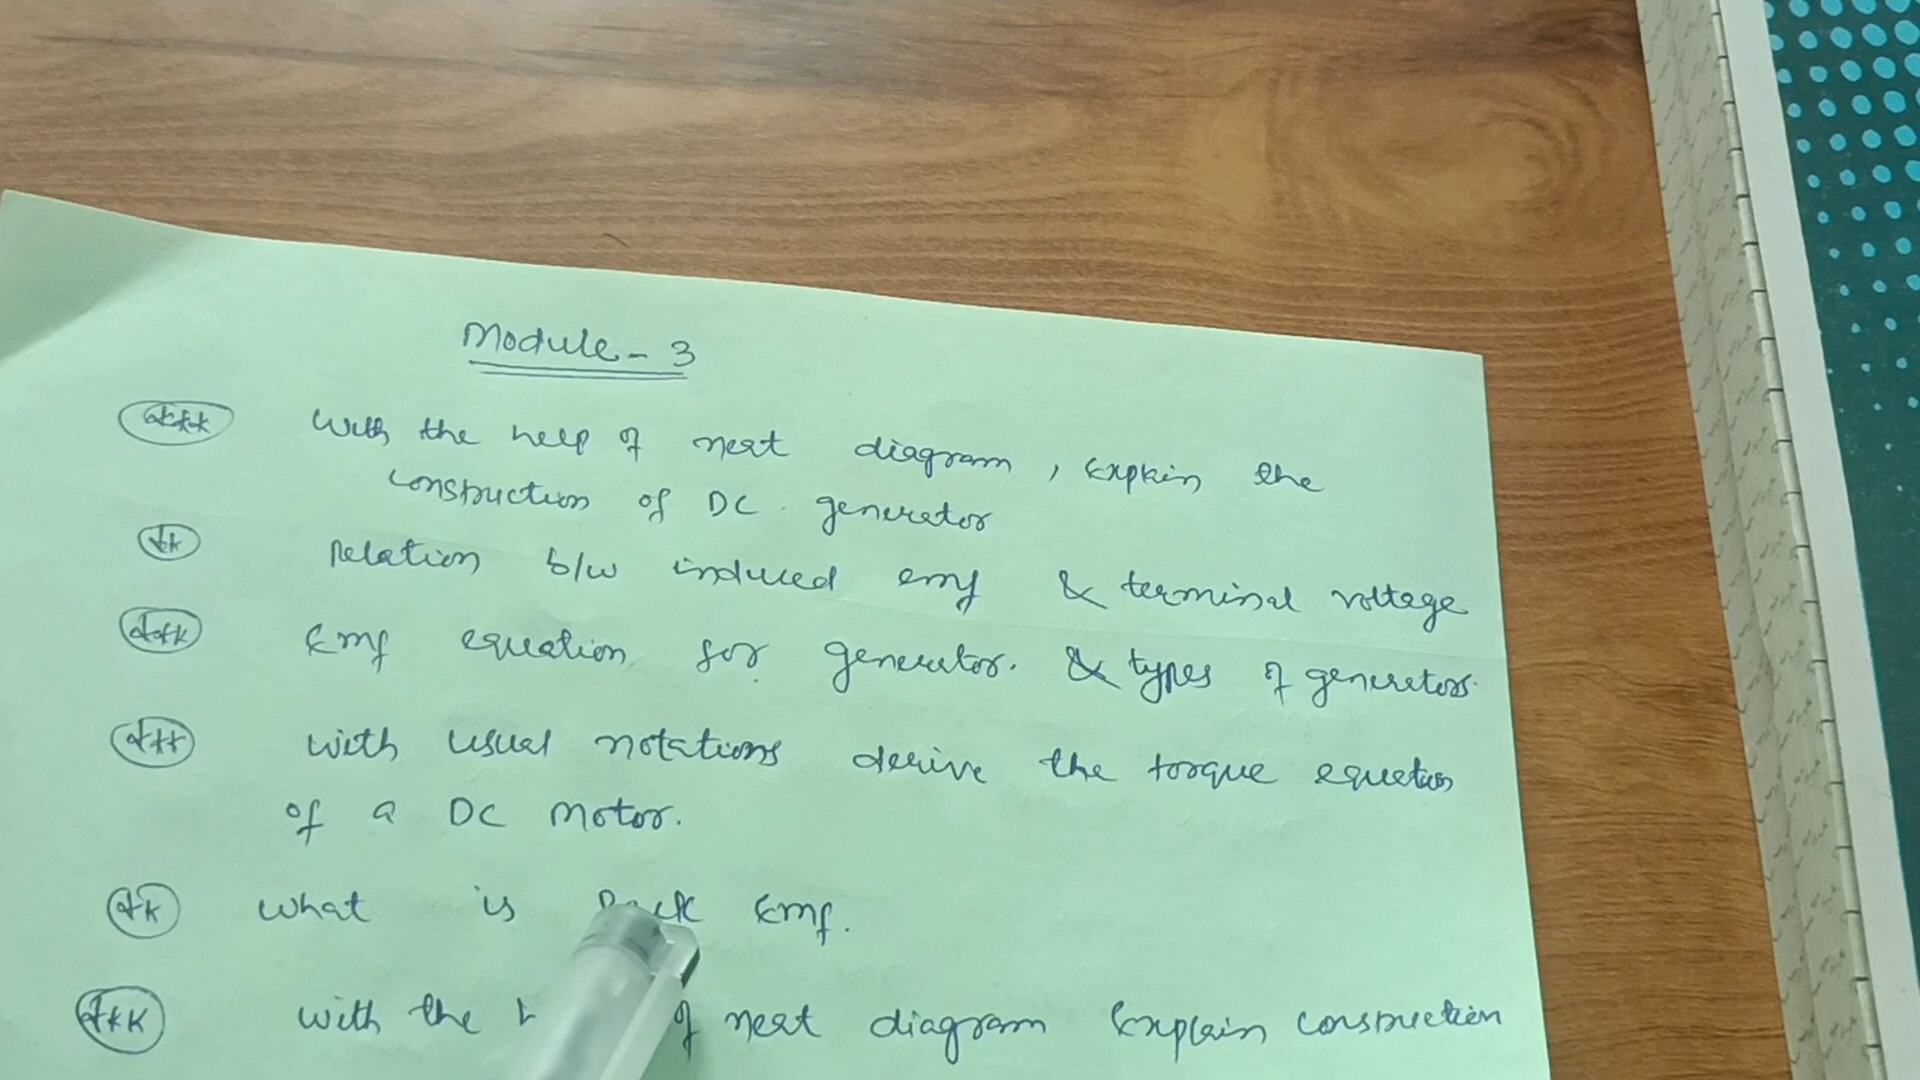 Module - 3
*** With the help of neat diagram, Explain the
construction of DC generator
** Relation b/w induced emf & terminal voltage
*** Emf equation for generator. & types of generators.
*** with usual notations derive the torque equation
of a DC motor.
** what is Back Emf.
*** with the of neat diagram Explain construction